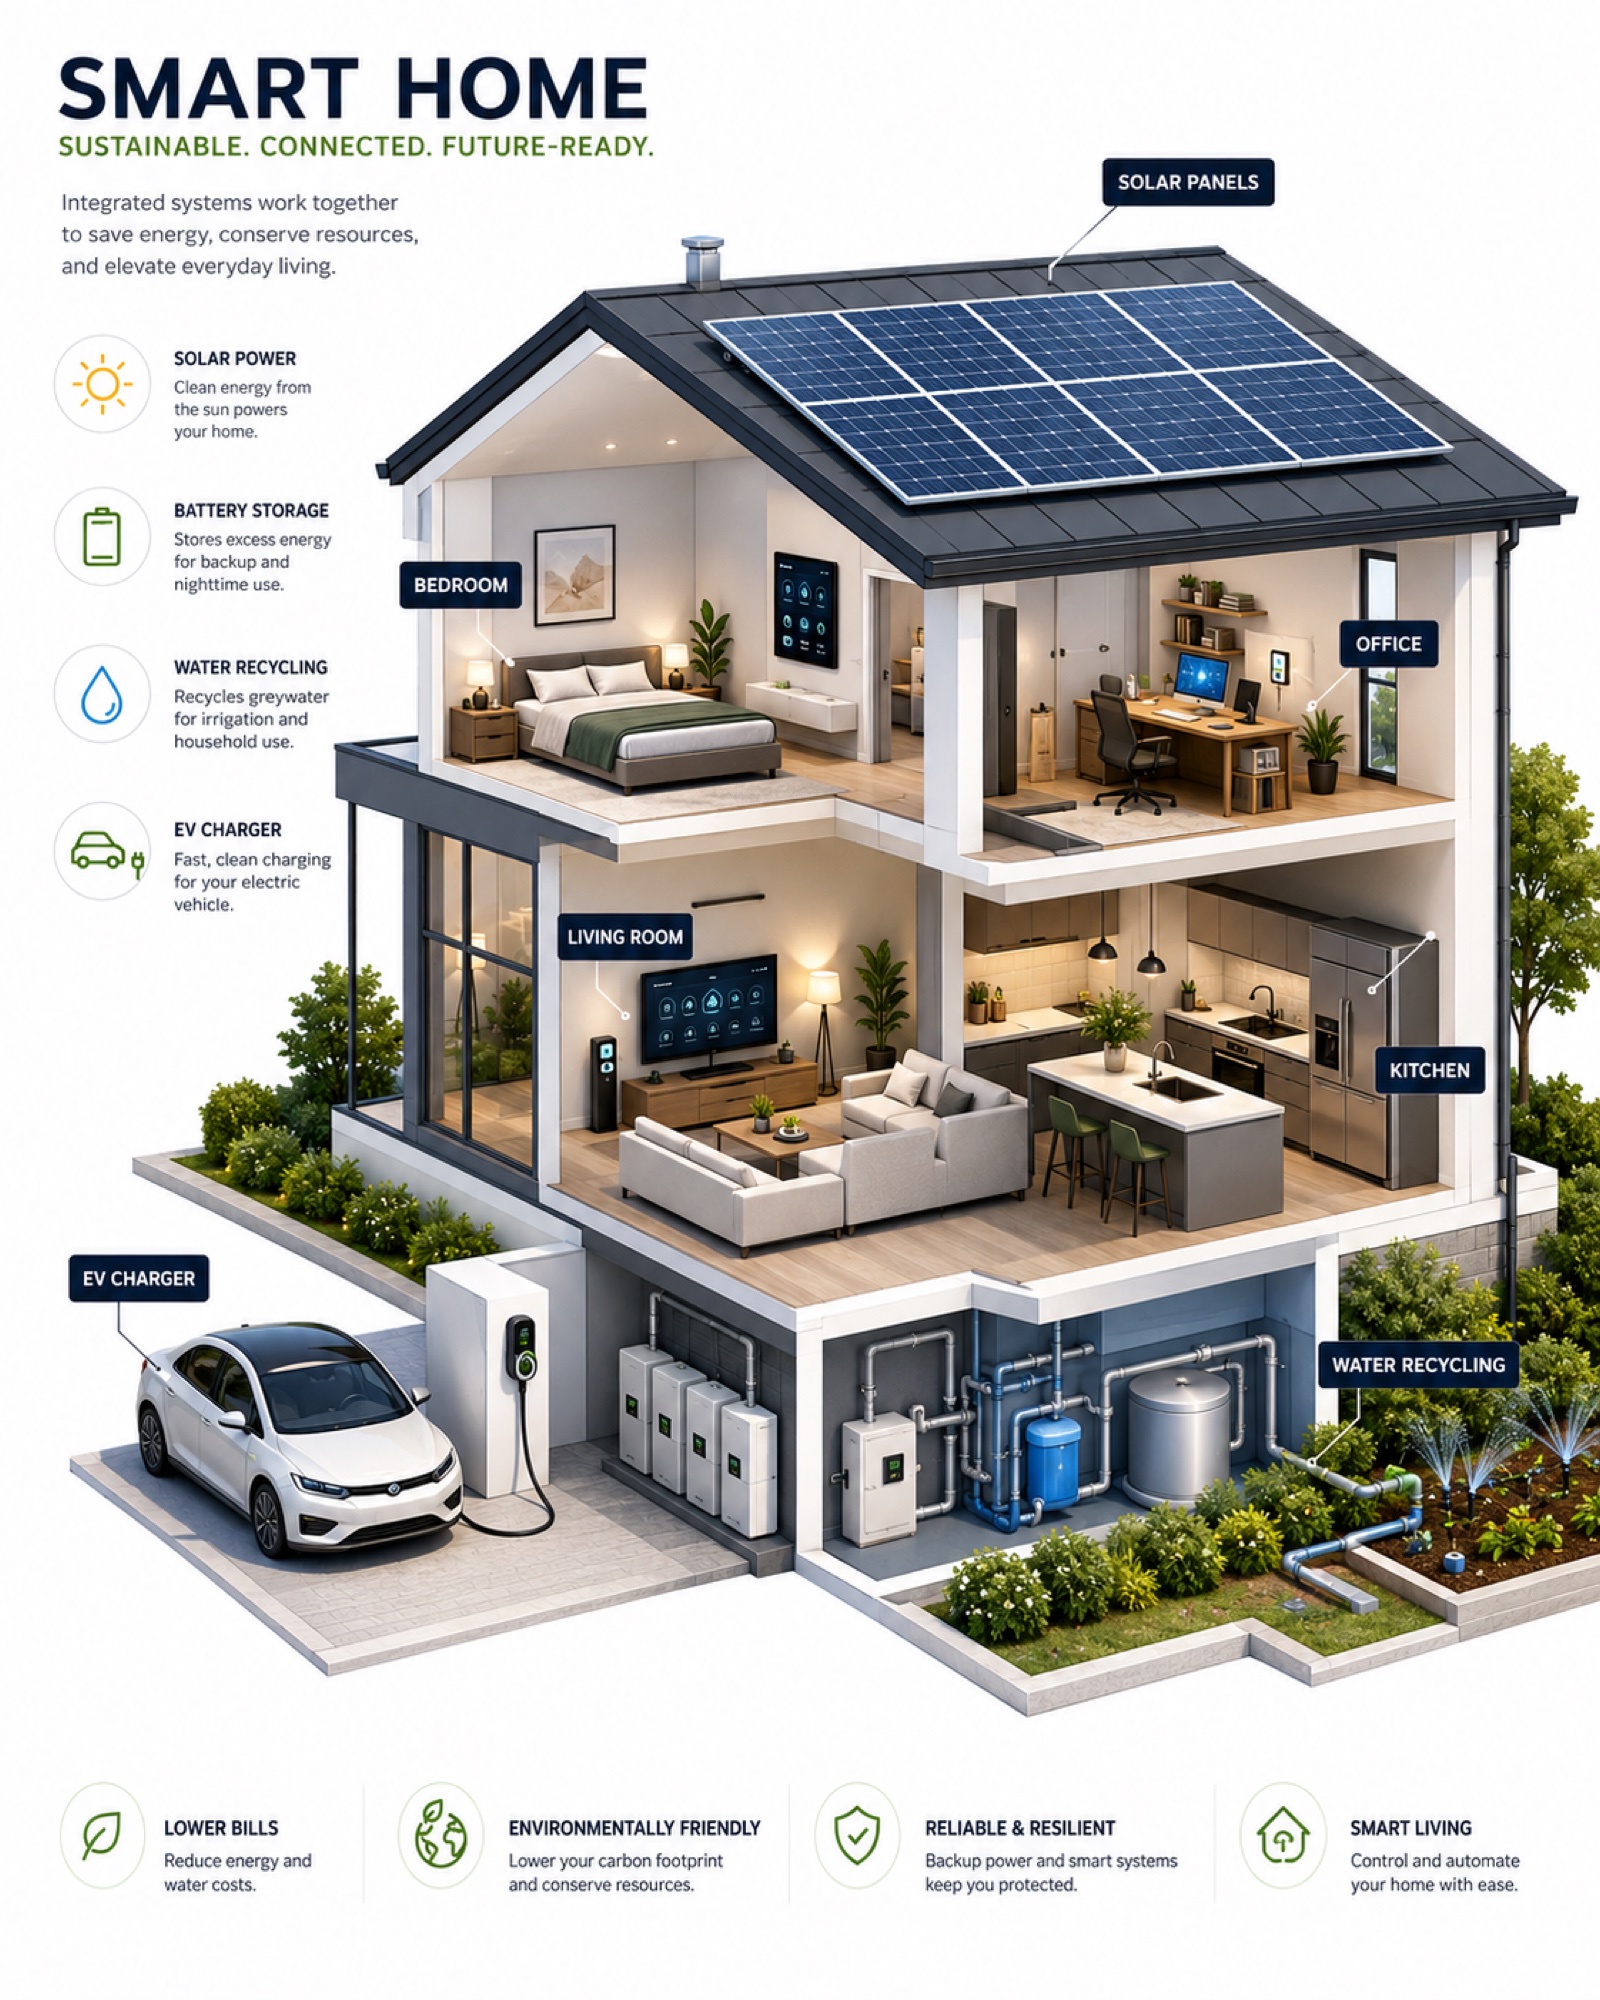 SMART HOME
SUSTAINABLE. CONNECTED. FUTURE-READY.
Integrated systems work together
to save energy, conserve resources,
and elevate everyday living.
SOLAR POWER
Clean energy from
the sun powers
your home.
BATTERY STORAGE
Stores excess energy
for backup and
nighttime use.
WATER RECYCLING
Recycles greywater
for irrigation and
household use.
EV CHARGER
Fast, clean charging
for your electric
vehicle.
SOLAR PANELS
BEDROOM
OFFICE
LIVING ROOM
KITCHEN
EV CHARGER
WATER RECYCLING
LOWER BILLS
Reduce energy and
water costs.
ENVIRONMENTALLY FRIENDLY
Lower your carbon footprint
and conserve resources.
RELIABLE & RESILIENT
Backup power and smart systems
keep you protected.
SMART LIVING
Control and automate
your home with ease.